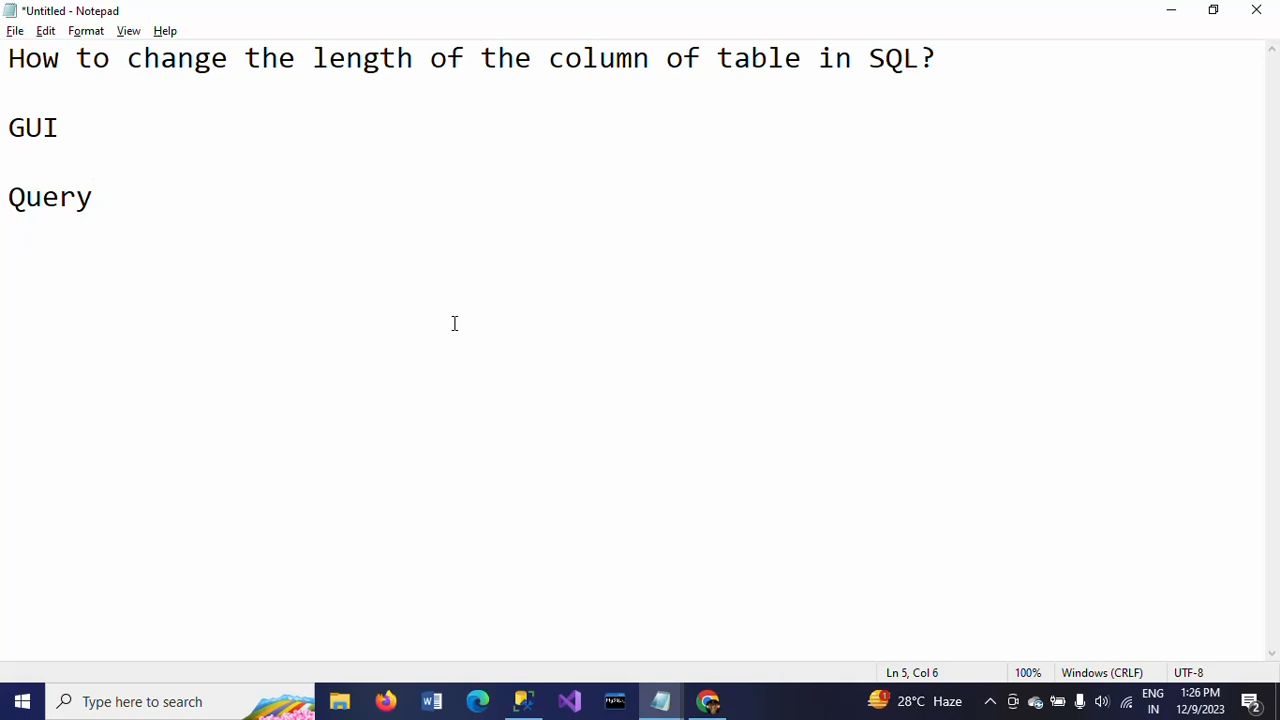 *Untitled - Notepad
File Edit Format View Help
How to change the length of the column of table in SQL?
GUI
Query
Ln 5, Col 6 100% Windows (CRLF) UTF-8
Type here to search
28°C Haze
ENG
IN
1:26 PM
12/9/2023
2